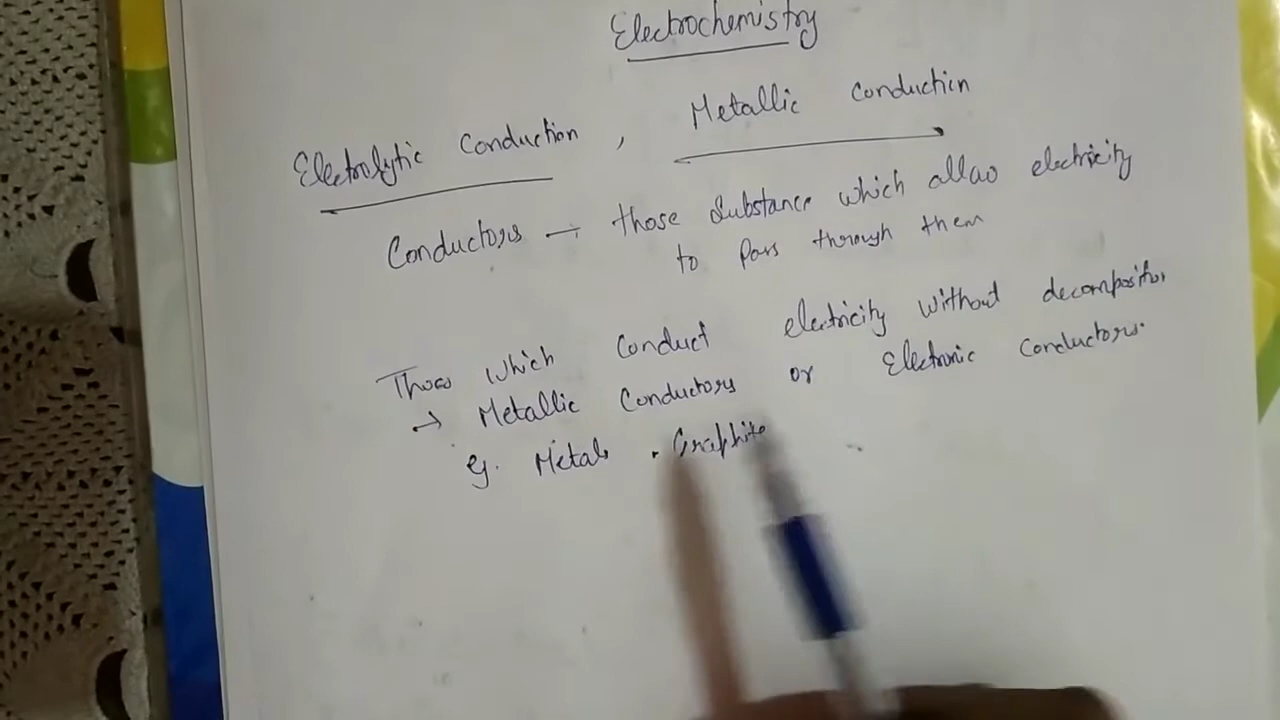 Electrochemistry
Electrolytic Conduction , Metallic Conduction
Conductors — those substance which allao electricity
to pass through them
Those which conduct electricity without decomposition
→ Metallic Conductors or Electronic Conductors.
eg. Metals , Graphite